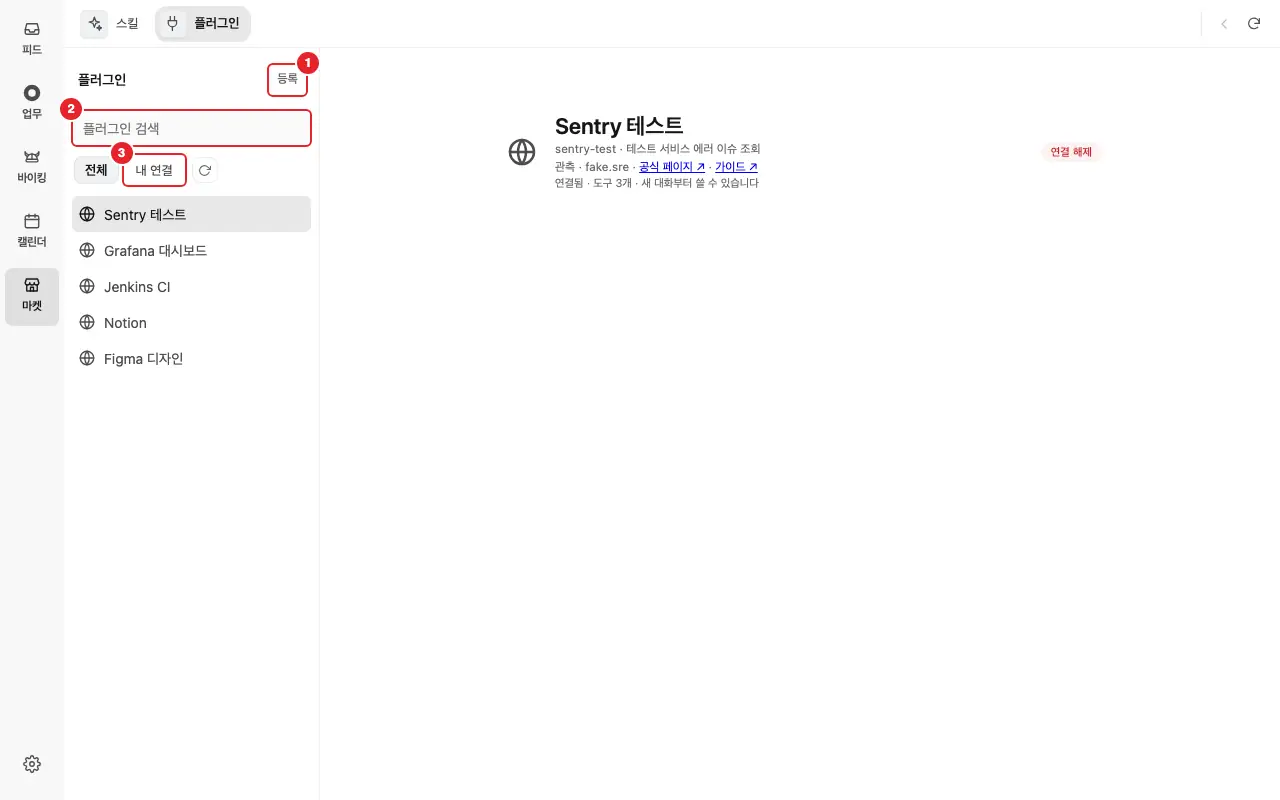 피드
업무
바이킹
캘린더
마켓
스킬
플러그인
플러그인
등록
1
2
플러그인 검색
3
전체
내 연결
Sentry 테스트
Grafana 대시보드
Jenkins CI
Notion
Figma 디자인
Sentry 테스트
sentry-test · 테스트 서비스 에러 이슈 조회
관측 · fake.sre · 공식 페이지 ↗ · 가이드 ↗
연결됨 · 도구 3개 · 새 대화부터 쓸 수 있습니다
연결 해제